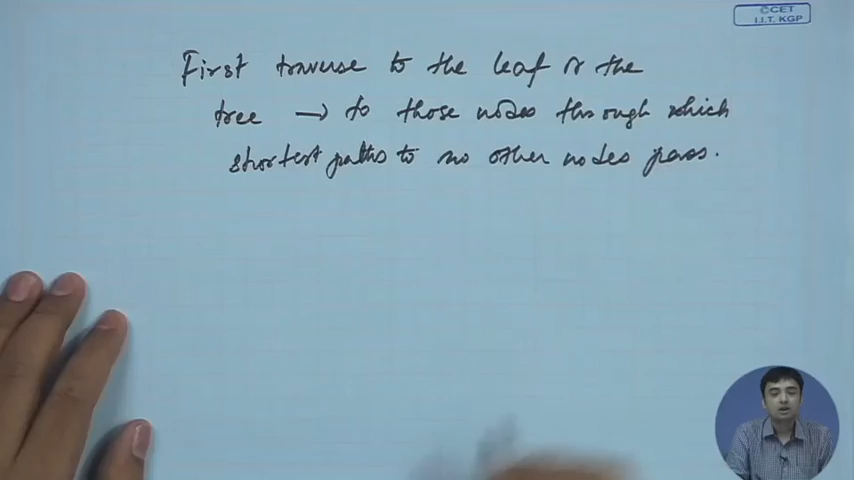 ©CET
I.I.T. KGP
First traverse to the leaf of the
tree → to those nodes through which
shortest paths to no other nodes pass.